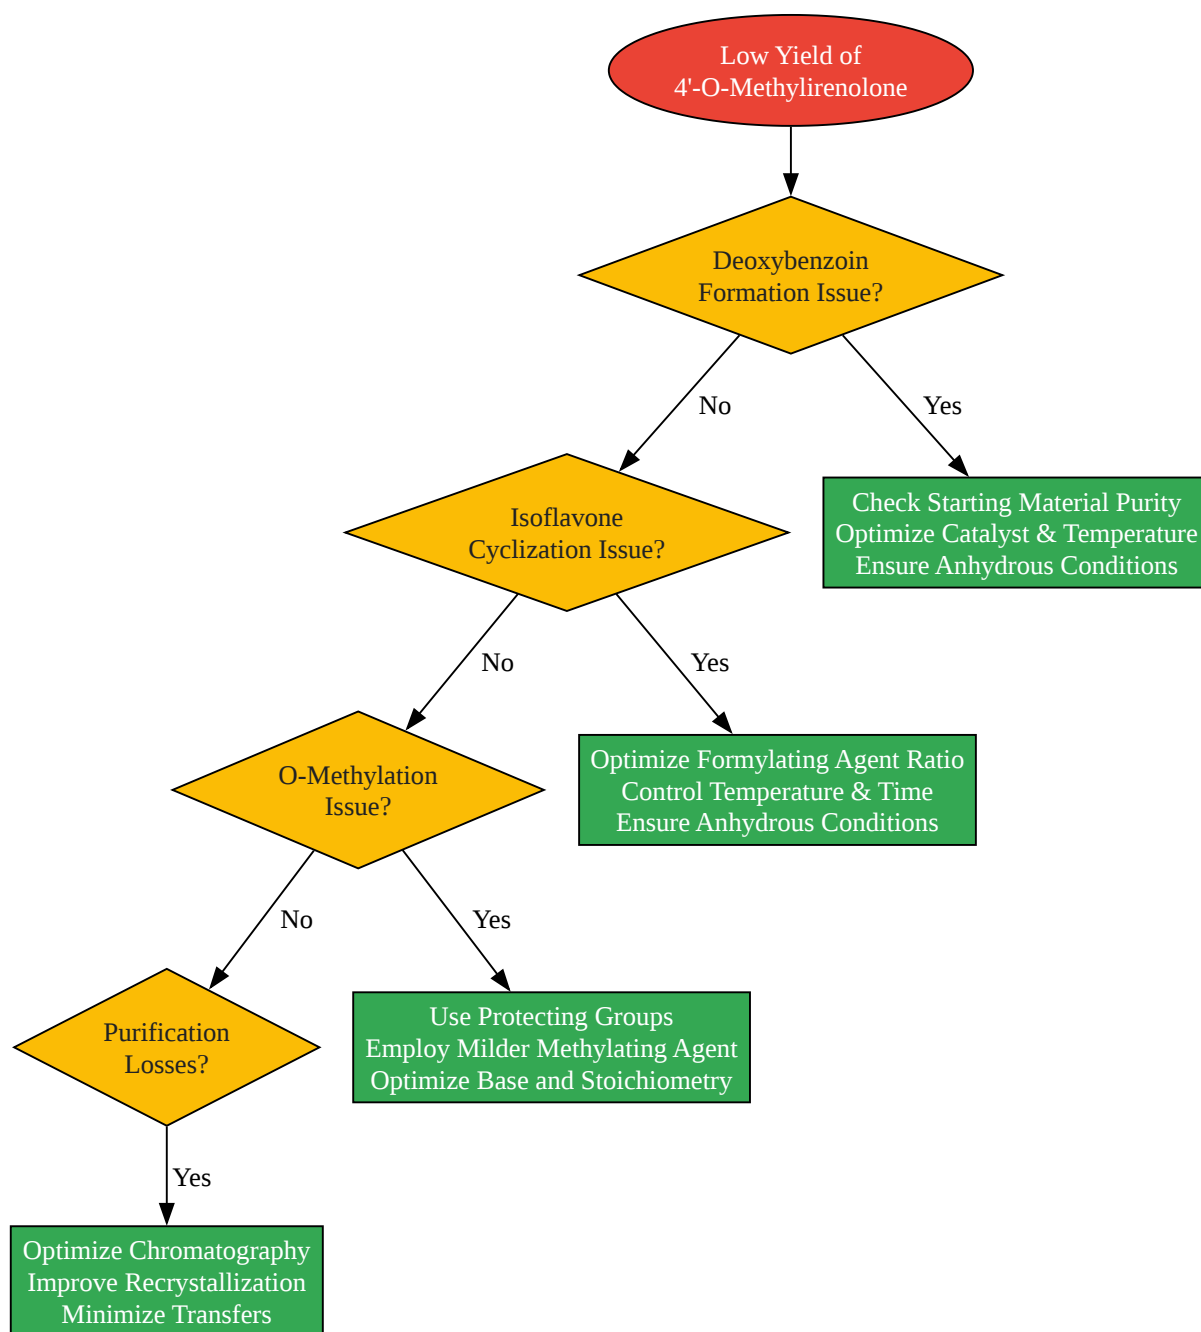 Low Yield of
4'-O-Methylirenolone
Deoxybenzoin
Formation Issue?
No
Yes
Isoflavone
Cyclization Issue?
Check Starting Material Purity
Optimize Catalyst & Temperature
Ensure Anhydrous Conditions
No
Yes
O-Methylation
Issue?
Optimize Formylating Agent Ratio
Control Temperature & Time
Ensure Anhydrous Conditions
No
Yes
Purification
Losses?
Use Protecting Groups
Employ Milder Methylating Agent
Optimize Base and Stoichiometry
Yes
Optimize Chromatography
Improve Recrystallization
Minimize Transfers